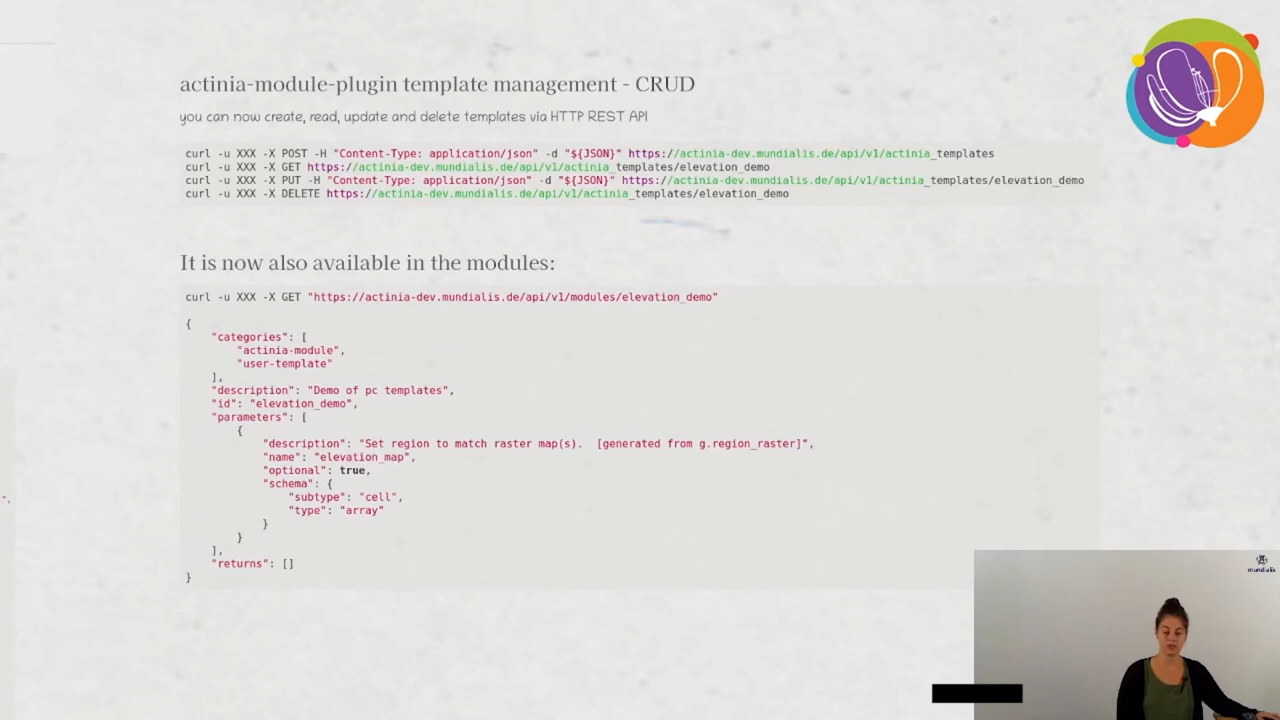 actinia-module-plugin template management - CRUD
you can now create, read, update and delete templates via HTTP REST API
curl -u XXX -X POST -H "Content-Type: application/json" -d "${JSON}" https://actinia-dev.mundialis.de/api/v1/actinia_templates
curl -u XXX -X GET https://actinia-dev.mundialis.de/api/v1/actinia_templates/elevation_demo
curl -u XXX -X PUT -H "Content-Type: application/json" -d "${JSON}" https://actinia-dev.mundialis.de/api/v1/actinia_templates/elevation_demo
curl -u XXX -X DELETE https://actinia-dev.mundialis.de/api/v1/actinia_templates/elevation_demo
It is now also available in the modules:
curl -u XXX -X GET "https://actinia-dev.mundialis.de/api/v1/modules/elevation_demo"
{
"categories": [
"actinia-module",
"user-template"
],
"description": "Demo of pc templates",
"id": "elevation_demo",
"parameters": [
{
"description": "Set region to match raster map(s).  [generated from g.region_raster]",
"name": "elevation_map",
"optional": true,
"schema": {
"subtype": "cell",
"type": "array"
}
}
],
"returns": []
}
",
mundialis